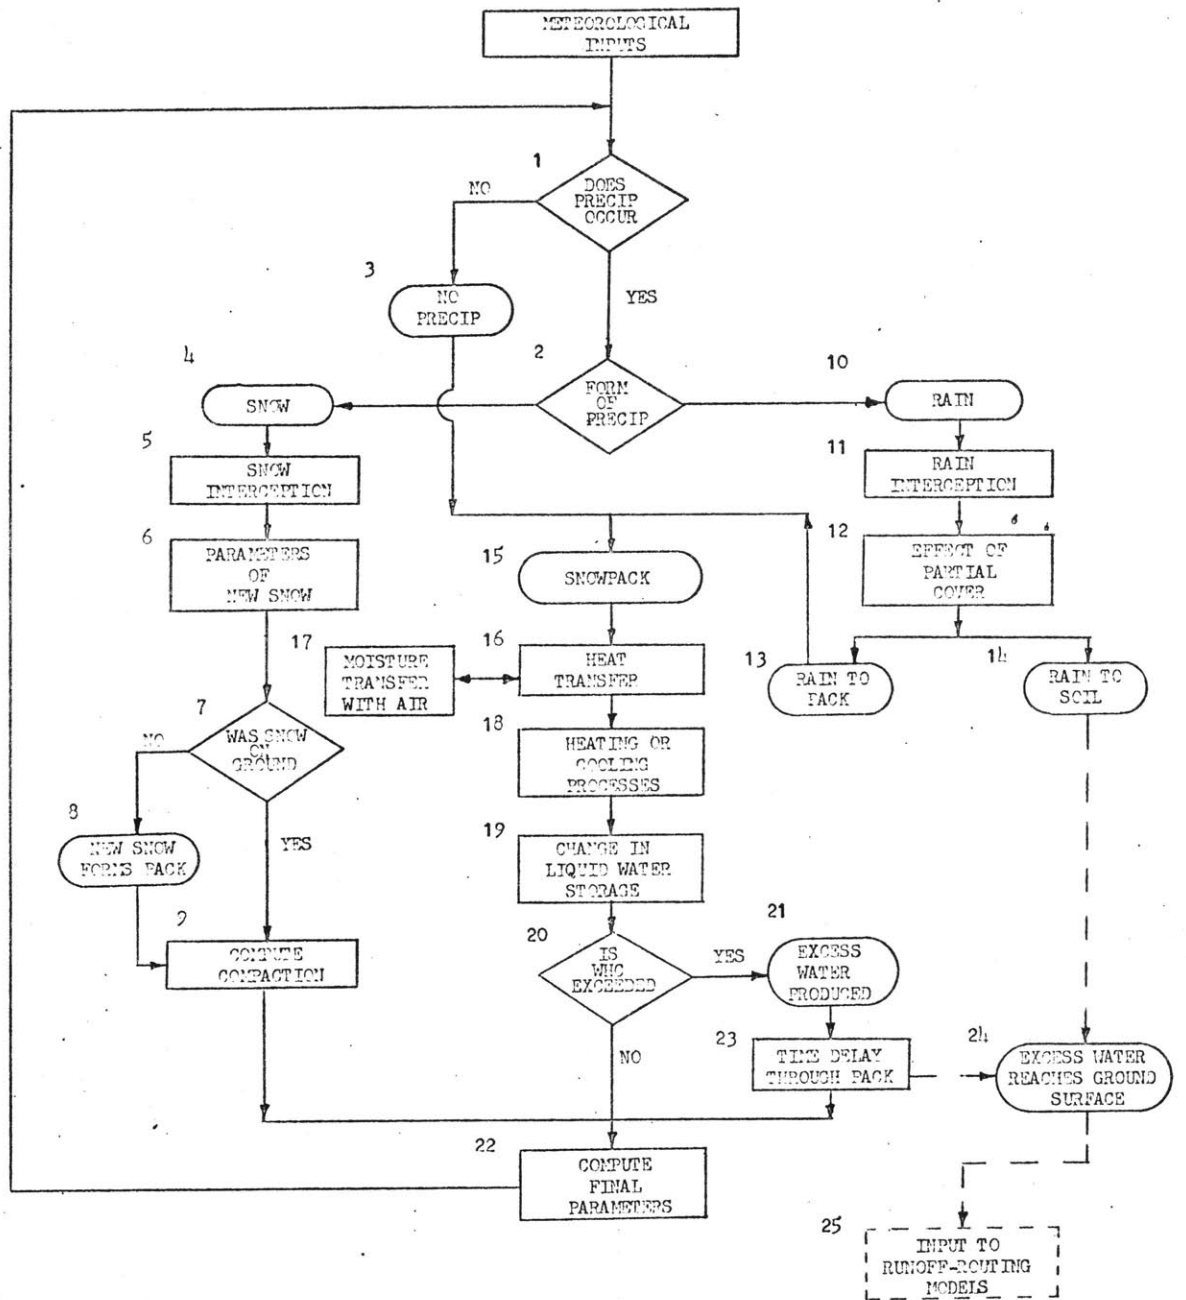 METEOROLOGICAL
INPUTS
1
DOES
PRECIP
OCCUR
NO
YES
3
NO
PRECIP
2
FORM
OF
PRECIP
4
SNOW
10
RAIN
5
SNOW
INTERCEPTION
11
RAIN
INTERCEPTION
6
PARAMETERS
OF
NEW SNOW
12
EFFECT OF
PARTIAL
COVER
15
SNOWPACK
17
MOISTURE
TRANSFER
WITH AIR
16
HEAT
TRANSFER
13
RAIN TO
PACK
14
RAIN TO
SOIL
7
WAS SNOW
ON
GROUND
NO
YES
18
HEATING OR
COOLING
PROCESSES
8
NEW SNOW
FORMS PACK
19
CHANGE IN
LIQUID WATER
STORAGE
9
COMPUTE
COMPACTION
20
IS
WHC
EXCEEDED
YES
NO
21
EXCESS
WATER
PRODUCED
23
TIME DELAY
THROUGH PACK
24
EXCESS WATER
REACHES GROUND
SURFACE
22
COMPUTE
FINAL
PARAMETERS
25
INPUT TO
RUNOFF-ROUTING
MODELS